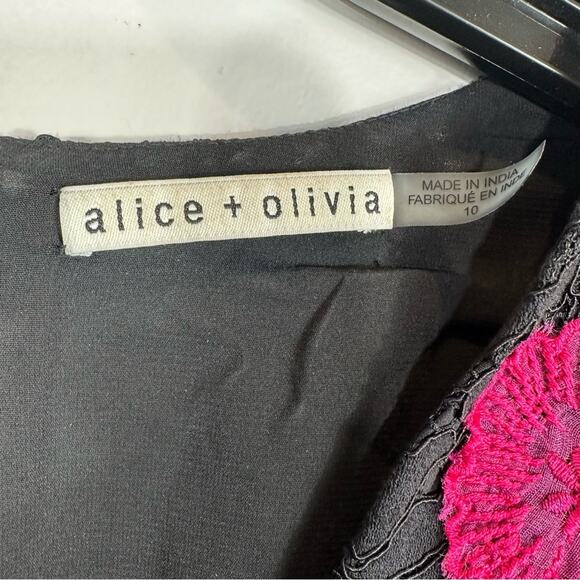 alice + olivia
MADE IN INDIA
FABRIQUÉ EN INDE
10